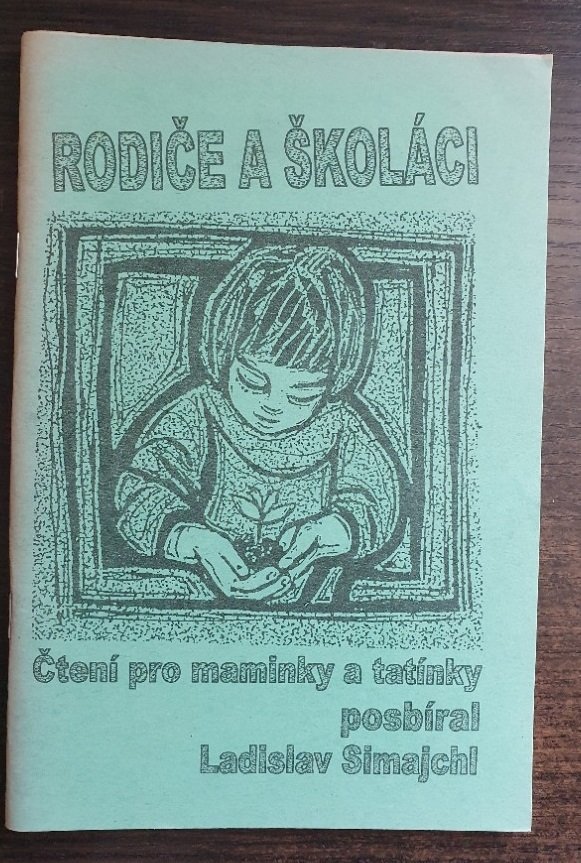 RODIČE A ŠKOLÁCI
Čtení pro maminky a tatínky
posbíral
Ladislav Simajchl